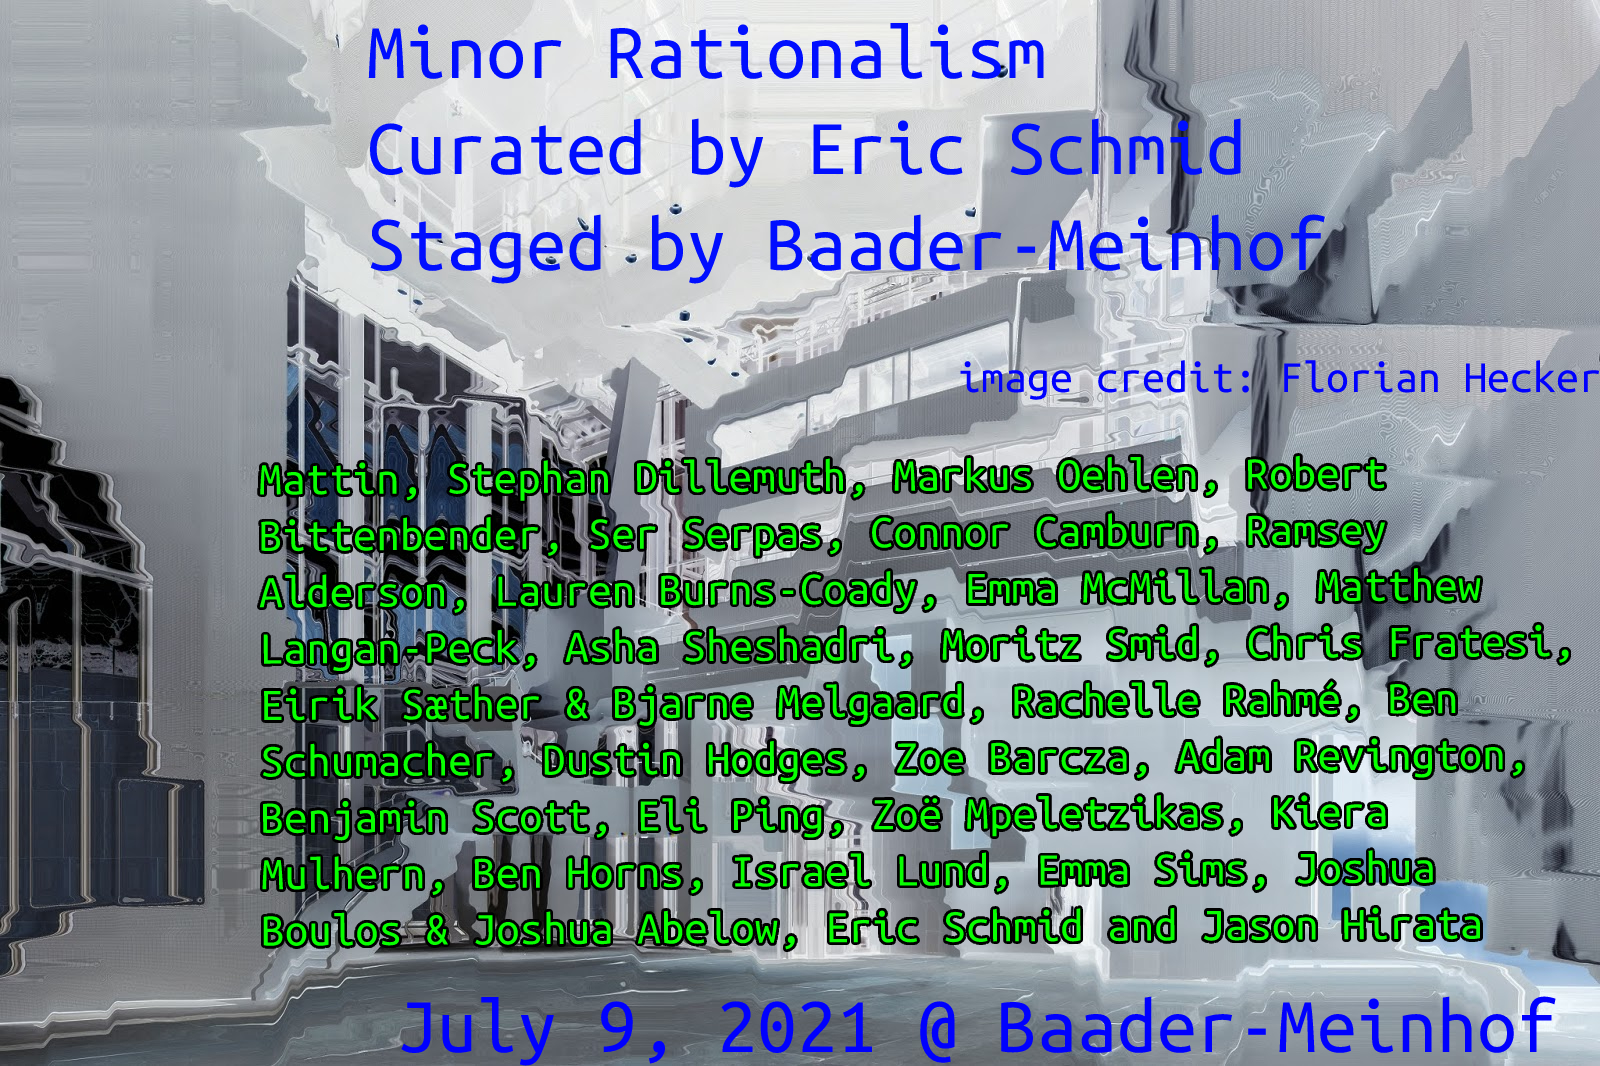 Minor Rationalism
Curated by Eric Schmid
Staged by Baader-Meinhof
image credit: Florian Hecker
Mattin, Stephan Dillemuth, Markus Oehlen, Robert
Bittenbender, Ser Serpas, Connor Camburn, Ramsey
Alderson, Lauren Burns-Coady, Emma McMillan, Matthew
Langan-Peck, Asha Sheshadri, Moritz Smid, Chris Fratesi,
Eirik Sæther & Bjarne Melgaard, Rachelle Rahmé, Ben
Schumacher, Dustin Hodges, Zoe Barcza, Adam Revington,
Benjamin Scott, Eli Ping, Zoë Mpeletzikas, Kiera
Mulhern, Ben Horns, Israel Lund, Emma Sims, Joshua
Boulos & Joshua Abelow, Eric Schmid and Jason Hirata
July 9, 2021 @ Baader-Meinhof